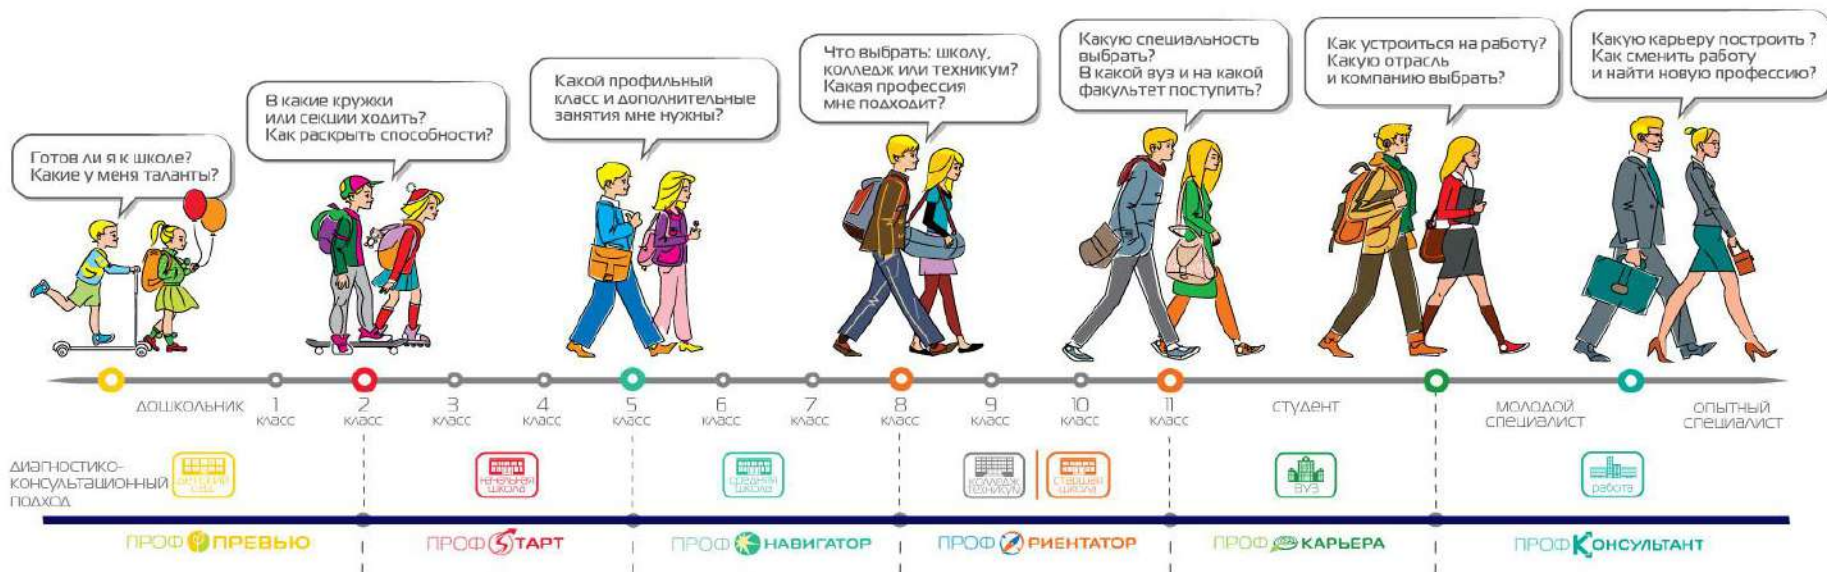 Готов ли я к школе?
Какие у меня таланты?
В какие кружки
или секции ходить?
Как раскрыть способности?
Какой профильный
класс и дополнительные
занятия мне нужны?
Что выбрать: школу,
колледж или техникум?
Какая профессия
мне подходит?
Какую специальность
выбрать?
В какой вуз и на какой
факультет поступить?
Как устроиться на работу?
Какую отрасль
и компанию выбрать?
Какую карьеру построить ?
Как сменить работу
и найти новую профессию?
дошкольник
1
класс
2
класс
3
класс
4
класс
5
класс
6
класс
7
класс
8
класс
9
класс
10
класс
11
класс
студент
молодой
специалист
опытный
специалист
диагностико-
консультационный
подход
детский
сад
начальная
школа
средняя
школа
колледж
техникум
старшая
школа
вуз
работа
ПРОФ ПРЕВЬЮ
ПРОФ СТАРТ
ПРОФ НАВИГАТОР
ПРОФ ОРИЕНТАТОР
ПРОФ КАРЬЕРА
ПРОФ КОНСУЛЬТАНТ